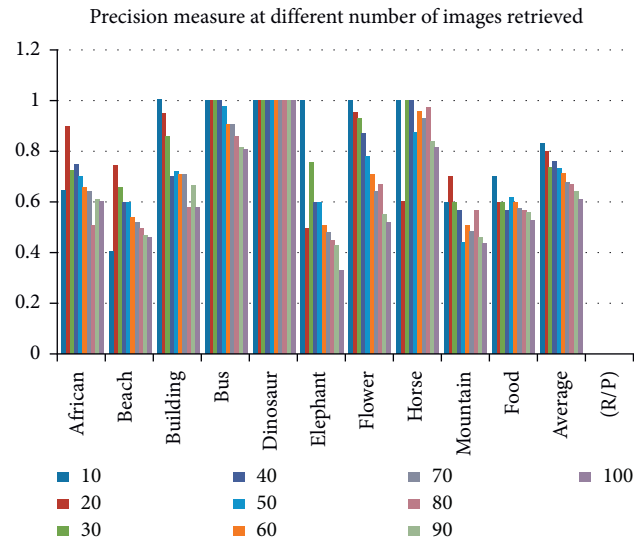 Precision measure at different number of images retrieved
1.2
1
0.8
0.6
0.4
0.2
0
African
Beach
Building
Bus
Dinosaur
Elephant
Flower
Horse
Mountain
Food
Average
(R/P)
10
40
70
100
20
50
80
30
60
90